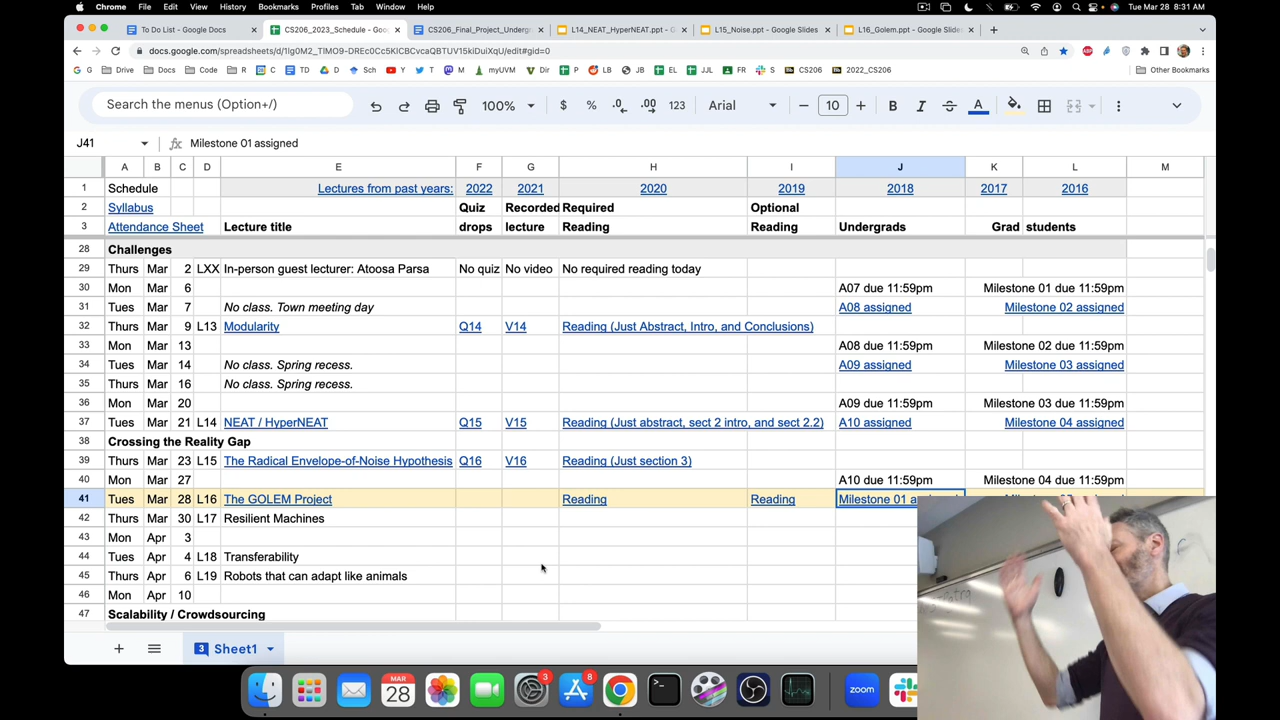 Chrome File Edit View History Bookmarks Profiles Tab Window Help Tue Mar 28 8:31 AM
To Do List - Google Docs CS206_2023_Schedule - Goo CS206_Final_Project_Underg L14_NEAT_HyperNEAT.ppt - G L15_Noise.ppt - Google Slides L16_Golem.ppt - Google Slides
docs.google.com/spreadsheets/d/1lg0M2_TIMO9-DREc0Cc5KICBCvcaQBTUV15kiDuiXqU/edit#gid=0
G Drive Docs Code R C TD D Sch Y T M myUVM Dir P LB JB EL JJL FR S CS206 2022_CS206 Other Bookmarks
Search the menus (Option+/) 100% $ % .0 .00 123 Arial 10 B I S A
J41 fx Milestone 01 assigned
A B C D E F G H I J K L M
1 Schedule Lectures from past years: 2022 2021 2020 2019 2018 2017 2016
2 Syllabus Quiz Recorded Required Optional
3 Attendance Sheet Lecture title drops lecture Reading Reading Undergrads Grad students
28 Challenges
29 Thurs Mar 2 LXX In-person guest lecturer: Atoosa Parsa No quiz No video No required reading today
30 Mon Mar 6 A07 due 11:59pm Milestone 01 due 11:59pm
31 Tues Mar 7 No class. Town meeting day A08 assigned Milestone 02 assigned
32 Thurs Mar 9 L13 Modularity Q14 V14 Reading (Just Abstract, Intro, and Conclusions)
33 Mon Mar 13 A08 due 11:59pm Milestone 02 due 11:59pm
34 Tues Mar 14 No class. Spring recess. A09 assigned Milestone 03 assigned
35 Thurs Mar 16 No class. Spring recess.
36 Mon Mar 20 A09 due 11:59pm Milestone 03 due 11:59pm
37 Tues Mar 21 L14 NEAT / HyperNEAT Q15 V15 Reading (Just abstract, sect 2 intro, and sect 2.2) A10 assigned Milestone 04 assigned
38 Crossing the Reality Gap
39 Thurs Mar 23 L15 The Radical Envelope-of-Noise Hypothesis Q16 V16 Reading (Just section 3)
40 Mon Mar 27 A10 due 11:59pm Milestone 04 due 11:59pm
41 Tues Mar 28 L16 The GOLEM Project Reading Reading Milestone 01
42 Thurs Mar 30 L17 Resilient Machines
43 Mon Apr 3
44 Tues Apr 4 L18 Transferability
45 Thurs Apr 6 L19 Robots that can adapt like animals
46 Mon Apr 10
47 Scalability / Crowdsourcing
3 Sheet1
MAR 28 3 8 zoom